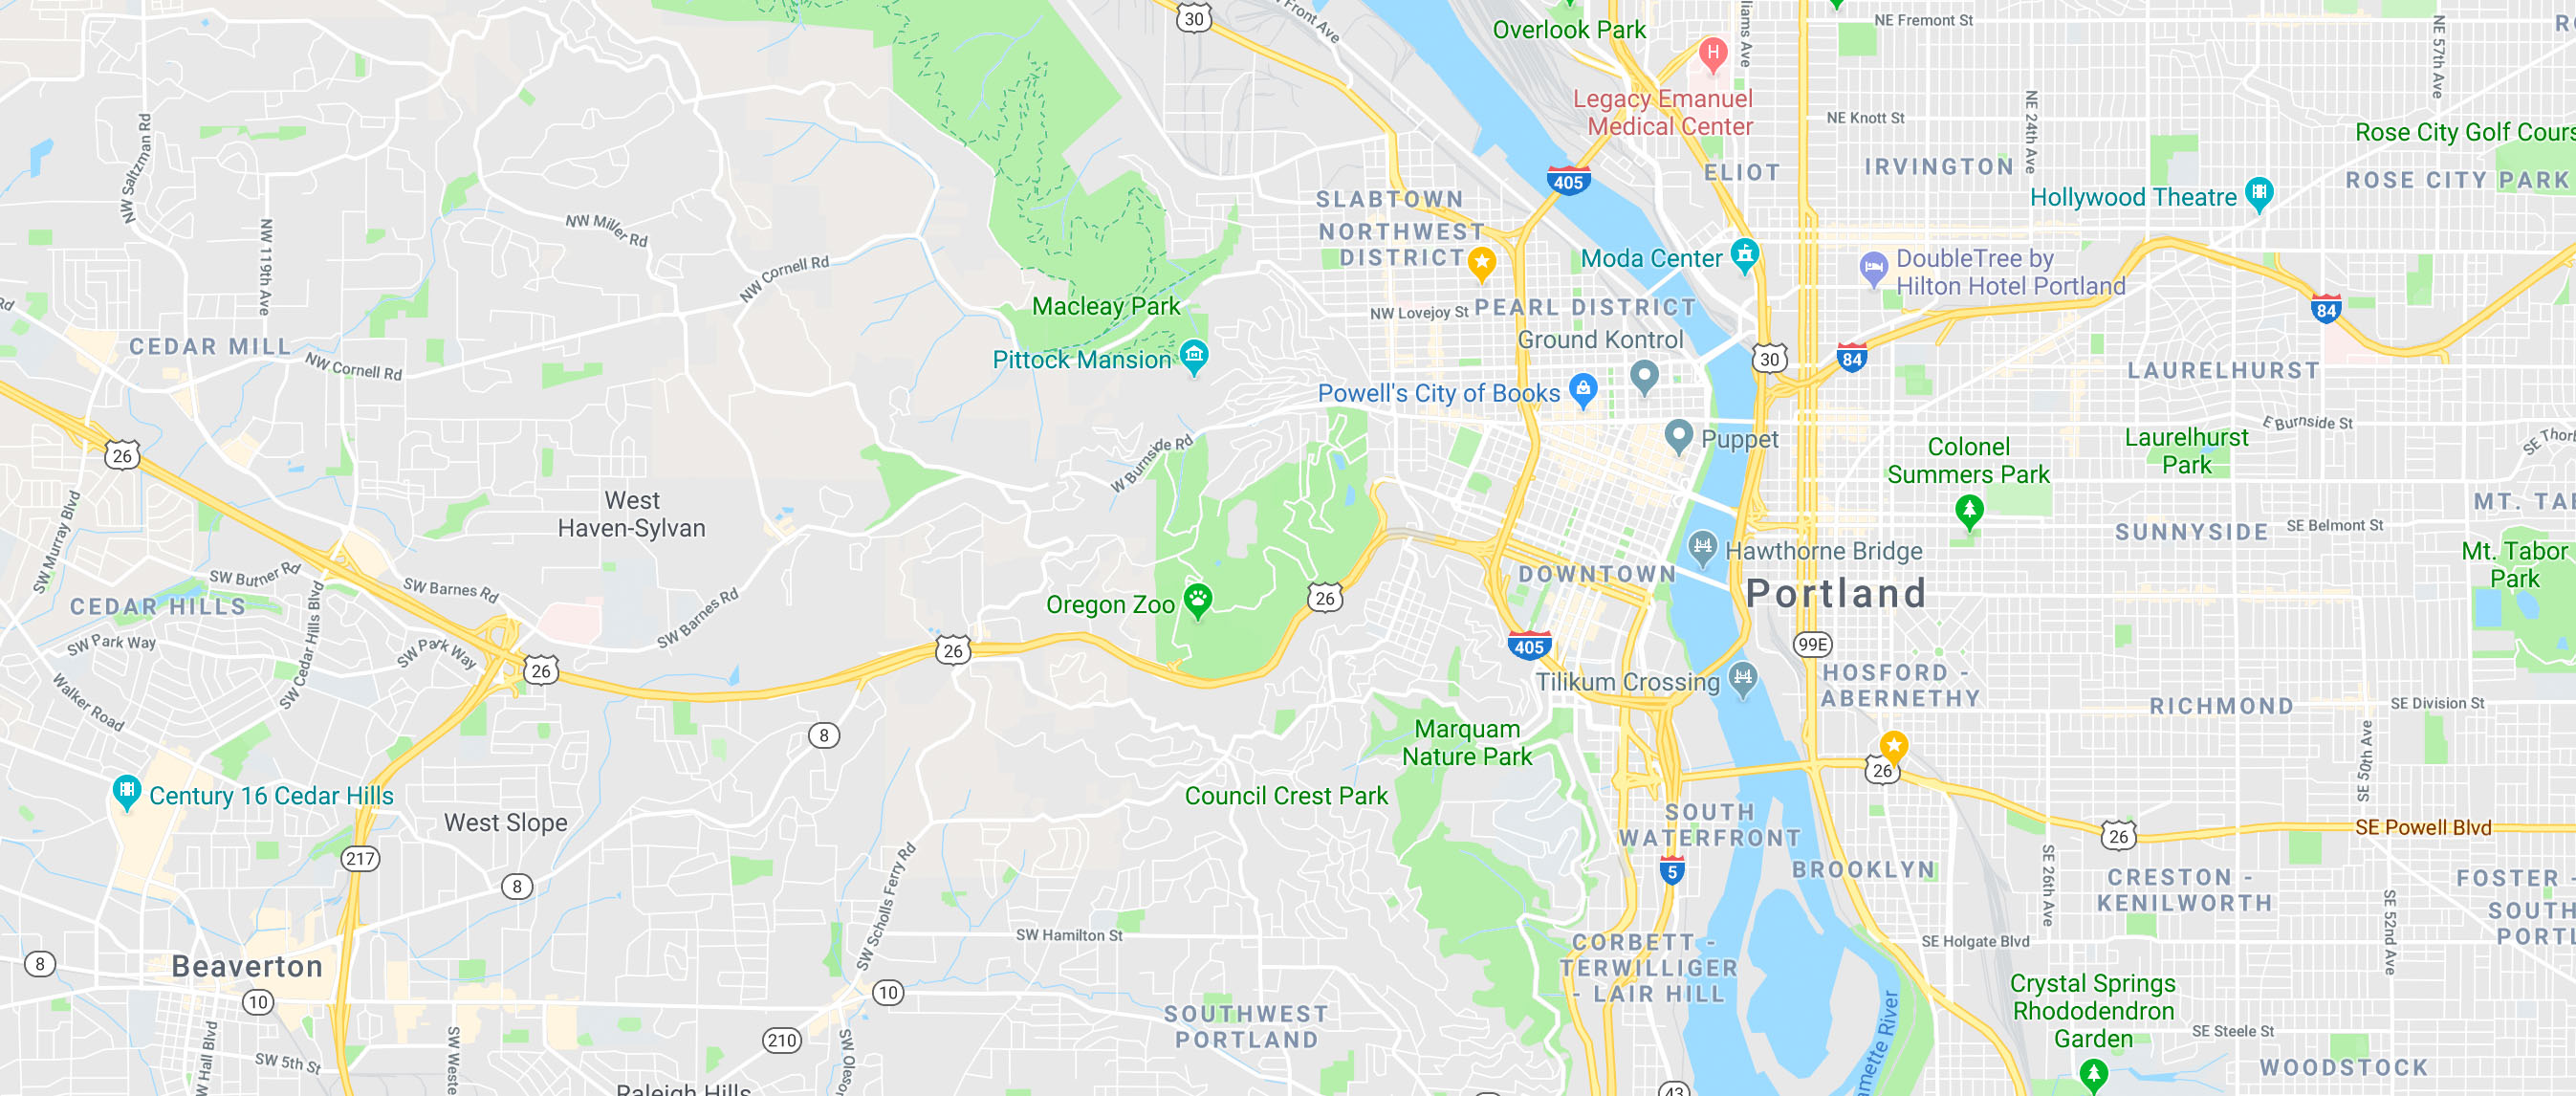 30
Front Ave
Overlook Park
NE Fremont St
NE 57th Ave
H
Legacy Emanuel
Medical Center
NE Knott St
NE 24th Ave
Rose City Golf Cours
NW Saltzman Rd
405
ELIOT
IRVINGTON
ROSE CITY PARK
SLABTOWN
Hollywood Theatre
NW 119th Ave
NW Miller Rd
NORTHWEST
DISTRICT
Moda Center
DoubleTree by
Hilton Hotel Portland
NW Cornell Rd
Macleay Park
NW Lovejoy St
PEARL DISTRICT
84
Rd
CEDAR MILL
NW Cornell Rd
Pittock Mansion
Ground Kontrol
30
84
LAURELHURST
Powell's City of Books
E Burnside St
26
W Burnside Rd
Puppet
Colonel
Summers Park
Laurelhurst
Park
West
Haven-Sylvan
MT. TA
SW Murray Blvd
SUNNYSIDE
SE Belmont St
Hawthorne Bridge
Mt. Tabor
Park
SW Butner Rd
SW Barnes Rd
DOWNTOWN
Portland
CEDAR HILLS
Oregon Zoo
26
SW Cedar Hills Blvd
SW Barnes Rd
SW Park Way
SW Park Way
26
26
405
99E
Tilikum Crossing
HOSFORD -
ABERNETHY
Walker Road
RICHMOND
SE Division St
8
Marquam
Nature Park
26
SE 50th Ave
Century 16 Cedar Hills
Council Crest Park
West Slope
SOUTH
WATERFRONT
26
SE Powell Blvd
217
8
5
BROOKLYN
SE 26th Ave
CRESTON -
KENILWORTH
FOSTER -
SOUTH
PORTL
SW Scholls Ferry Rd
SW Hamilton St
SE 52nd Ave
8
Beaverton
CORBETT -
TERWILLIGER
- LAIR HILL
SE Holgate Blvd
10
10
Crystal Springs
Rhododendron
Garden
SOUTHWEST
PORTLAND
210
SE Steele St
SW 5th St
W Hall Blvd
SW Weste
SW Oleso
WOODSTOCK
Raleigh Hills
43
amette River